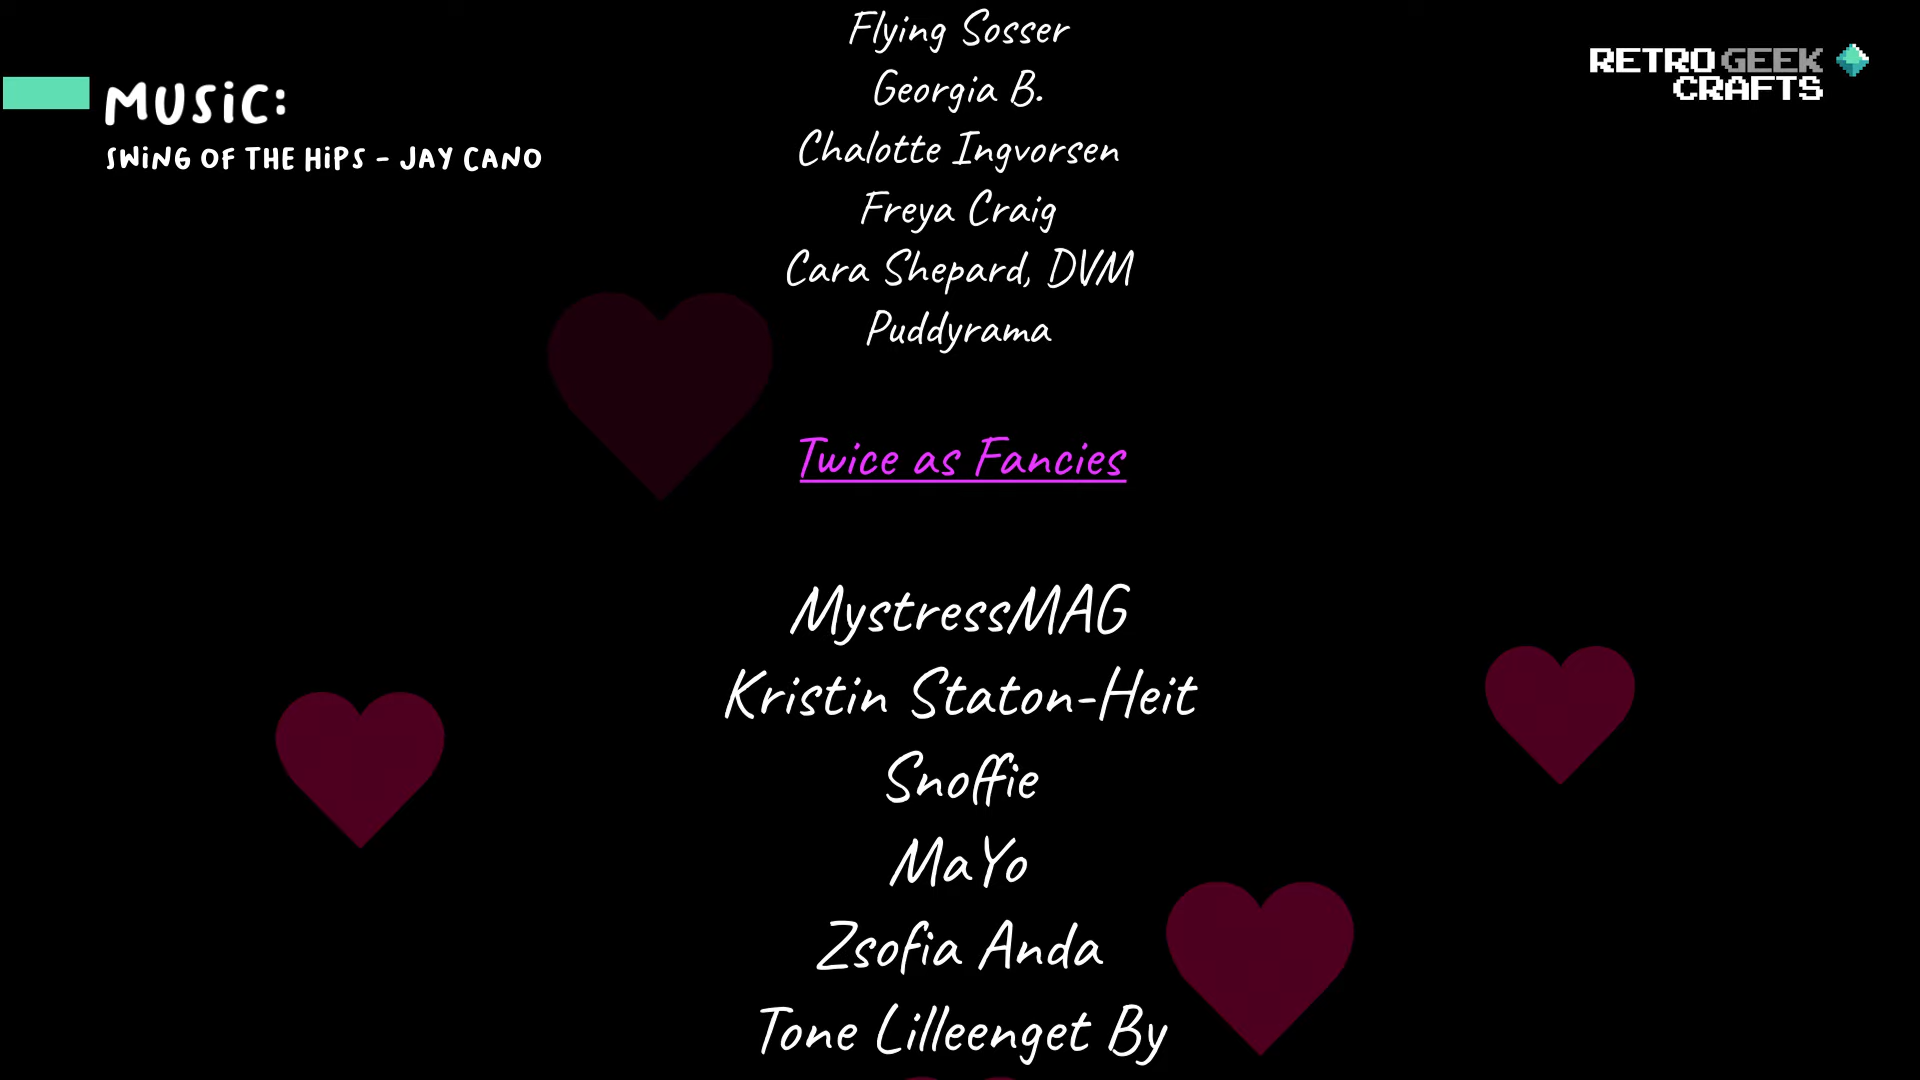 MUSIC:
SWING OF THE HIPS - JAY CANO
RETRO GEEK
CRAFTS
Flying Sosser
Georgia B.
Chalotte Ingvorsen
Freya Craig
Cara Shepard, DVM
Puddyrama
Twice as Fancies
MystressMAG
Kristin Staton-Heit
Snoffie
MaYo
Zsofia Anda
Tone Lilleenget By